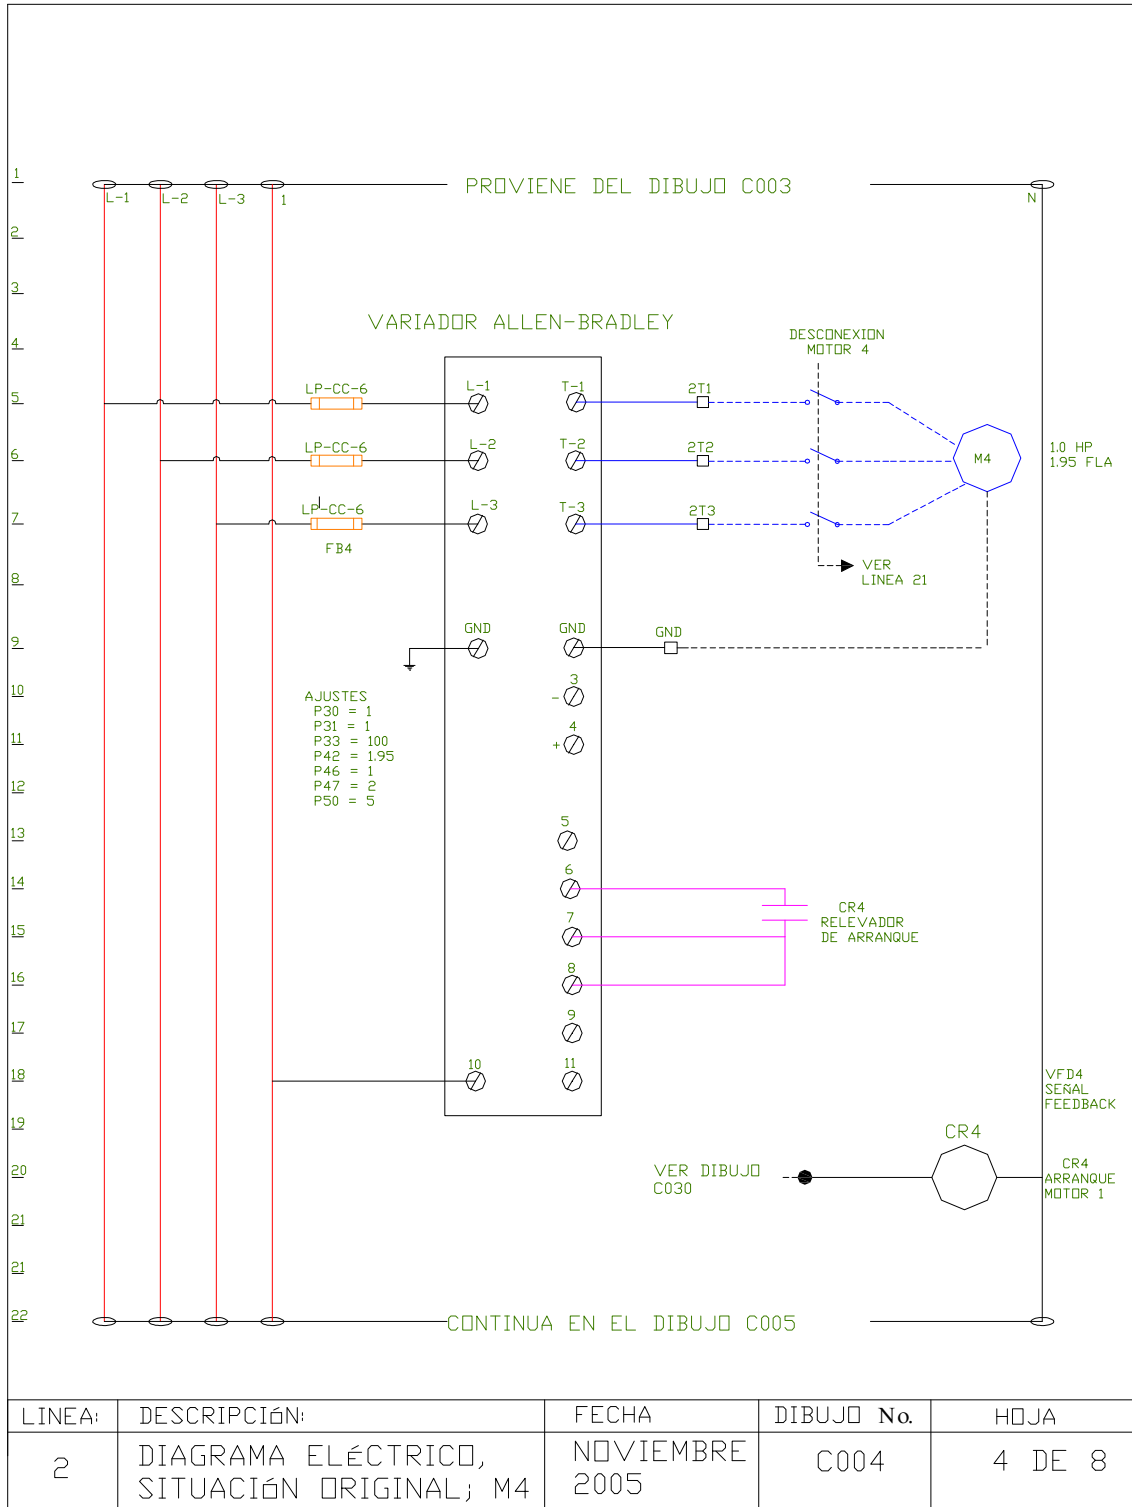 1
PROVIENE DEL DIBUJO C003
L-1 L-2 L-3 1 N
2
3
VARIADOR ALLEN-BRADLEY
4
DESCONEXION
MOTOR 4
5
LP-CC-6 L-1 T-1 2T1
6
LP-CC-6 L-2 T-2 2T2
M4
1.0 HP
1.95 FLA
7
LP-CC-6 L-3 T-3 2T3
FB4
8
VER
LINEA 21
9
GND GND GND
10
3
-
AJUSTES
P30 = 1
P31 = 1
P33 = 100
P42 = 1.95
P46 = 1
P47 = 2
P50 = 5
11
4
+
12
13
5
14
6
CR4
RELEVADOR
DE ARRANQUE
15
7
16
8
17
9
18
10 11
VFD4
SEÑAL
FEEDBACK
19
CR4
20
VER DIBUJO
C030
CR4
ARRANQUE
MOTOR 1
21
21
22
CONTINUA EN EL DIBUJO C005
LINEA: DESCRIPCIóN: FECHA DIBUJO No. HOJA
2 DIAGRAMA ELéCTRICO, NOVIEMBRE C004 4 DE 8
SITUACIóN ORIGINAL; M4 2005